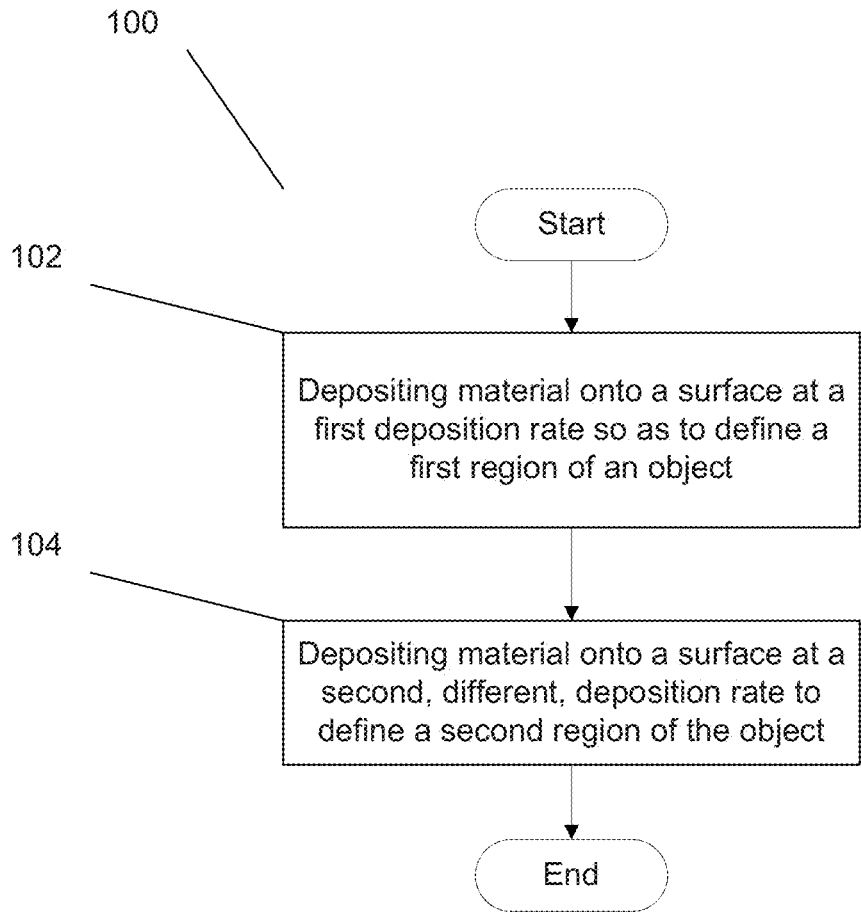 100
Start
102
Depositing material onto a surface at a
first deposition rate so as to define a
first region of an object
104
Depositing material onto a surface at a
second, different, deposition rate to
define a second region of the object
End